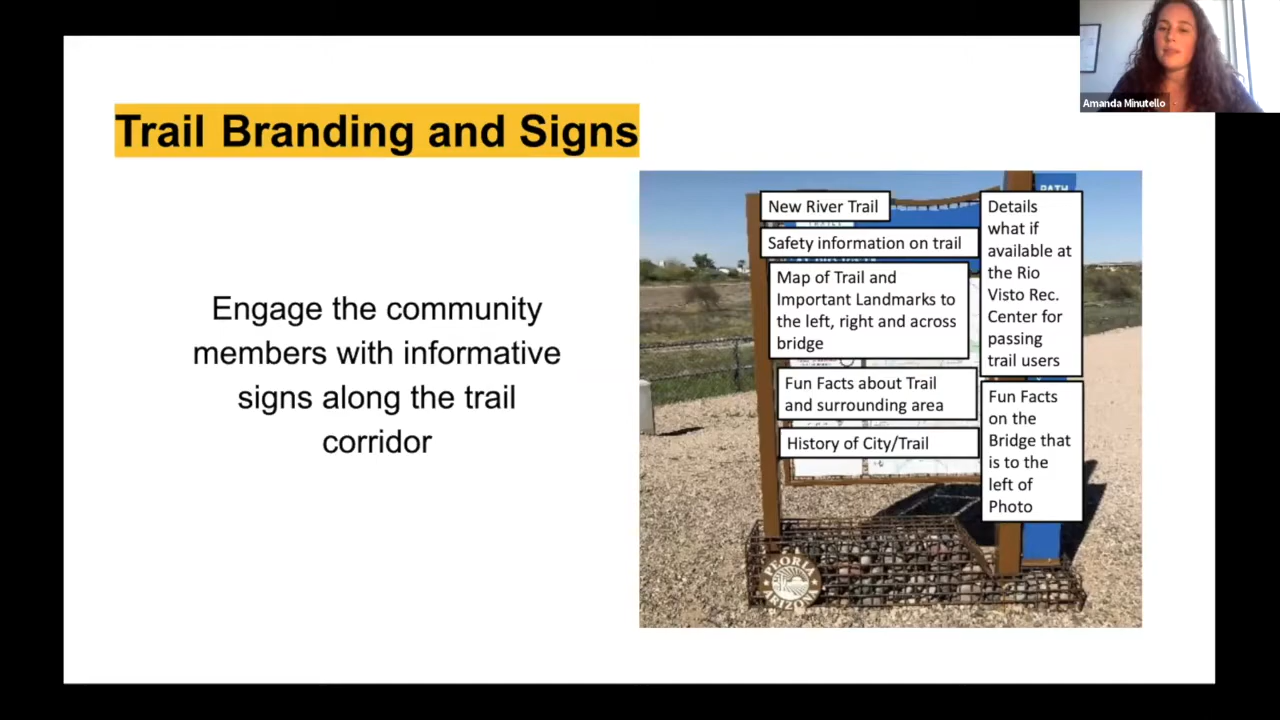 Amanda Minutello
Trail Branding and Signs
Engage the community
members with informative
signs along the trail
corridor
PATH
New River Trail
Safety information on trail
Map of Trail and
Important Landmarks to
the left, right and across
bridge
Fun Facts about Trail
and surrounding area
History of City/Trail
Details
what if
available at
the Rio
Visto Rec.
Center for
passing
trail users
Fun Facts
on the
Bridge that
is to the
left of
Photo
PEORIA
ARIZONA